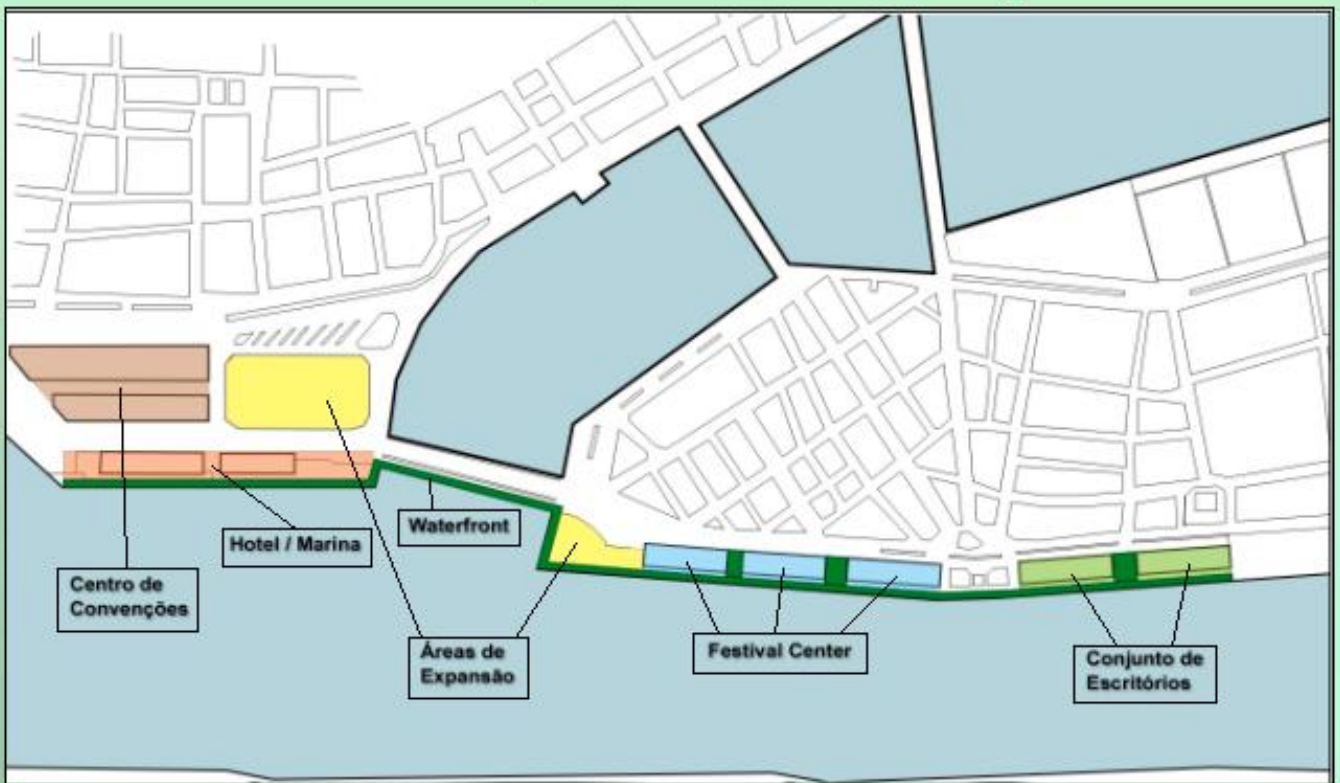 Waterfront
Hotel / Marina
Centro de
Convenções
Áreas de
Expansão
Festival Center
Conjunto de
Escritórios